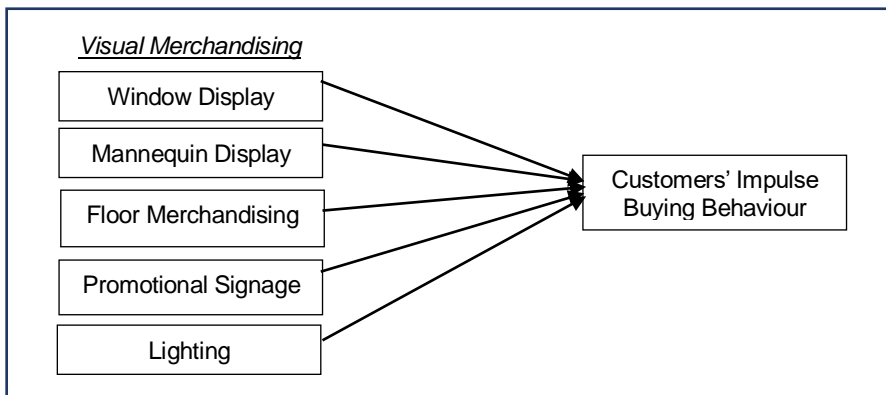 Visual Merchandising
Window Display
Mannequin Display
Floor Merchandising
Promotional Signage
Lighting
Customers’ Impulse
Buying Behaviour